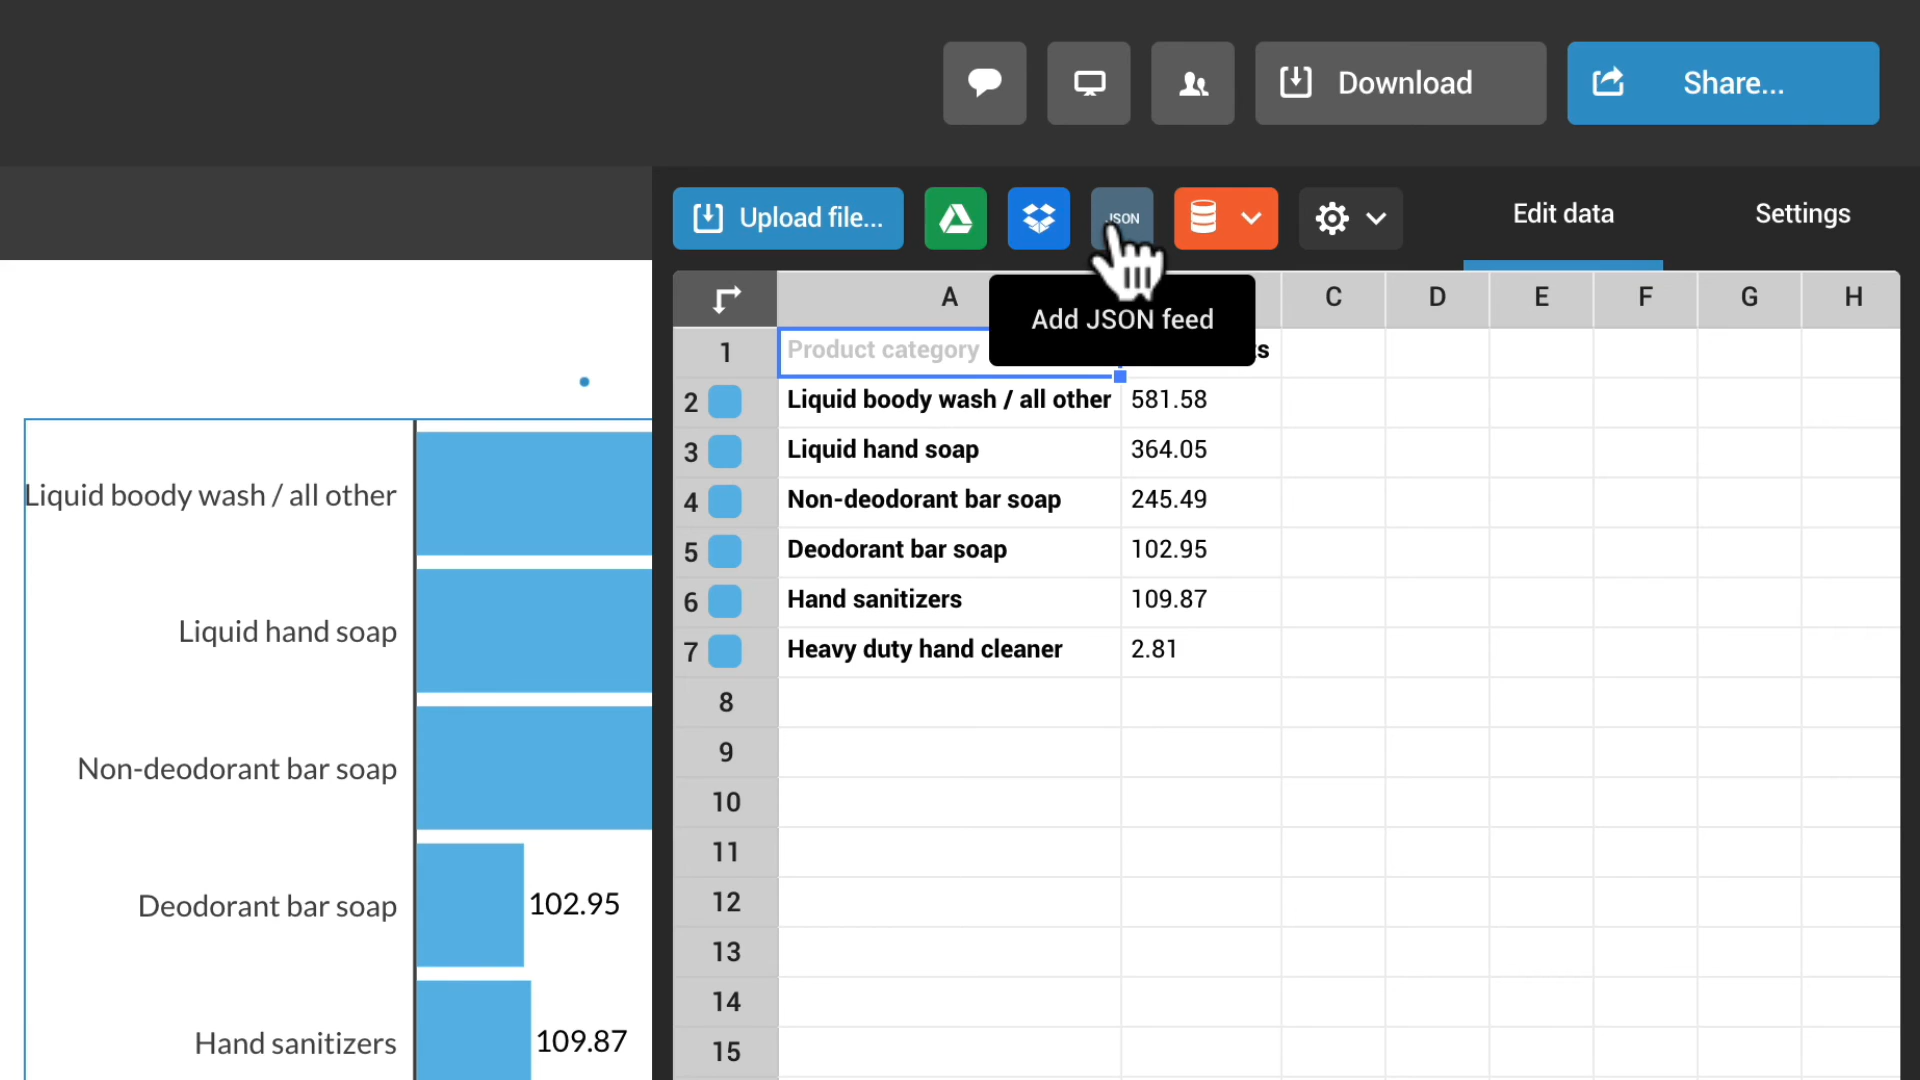 Download
Share...
Upload file...
JSON
Edit data
Settings
Add JSON feed
A
C
D
E
F
G
H
1
Product category
2
Liquid boody wash / all other
581.58
3
Liquid hand soap
364.05
4
Non-deodorant bar soap
245.49
5
Deodorant bar soap
102.95
6
Hand sanitizers
109.87
7
Heavy duty hand cleaner
2.81
8
9
10
11
12
13
14
15
Liquid boody wash / all other
Liquid hand soap
Non-deodorant bar soap
Deodorant bar soap
102.95
Hand sanitizers
109.87